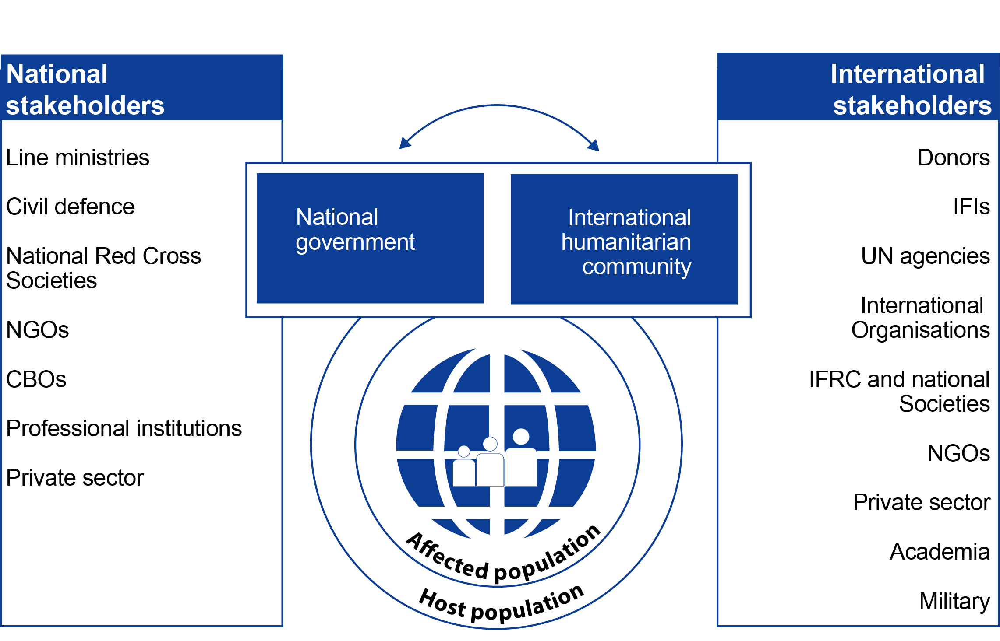 National
stakeholders
Line ministries
Civil defence
National Red Cross
Societies
NGOs
CBOs
Professional institutions
Private sector
National
government
International
humanitarian
community
Affected population
Host population
International
stakeholders
Donors
IFIs
UN agencies
International
Organisations
IFRC and national
Societies
NGOs
Private sector
Academia
Military